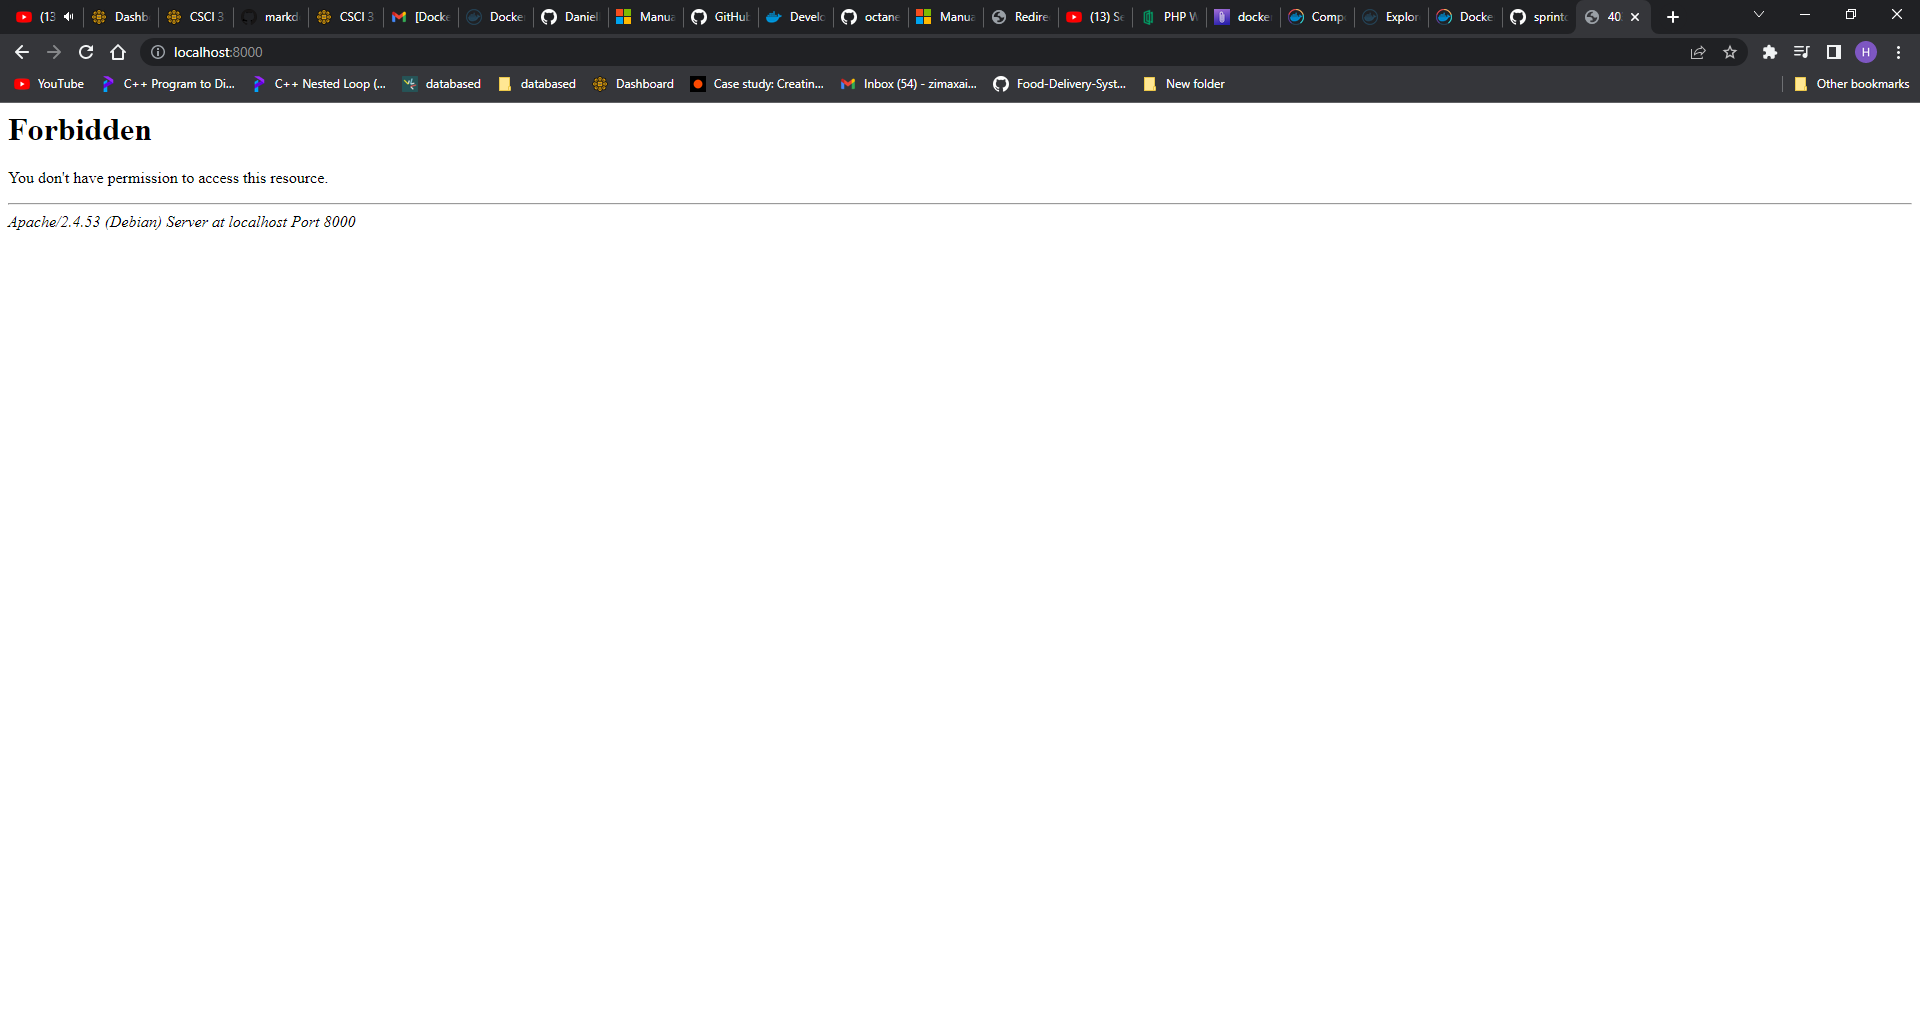 (13
Dashb
CSCI 3
markd
CSCI 3
[Docke
Docke
Daniel
Manua
GitHub
Develo
octane
Manua
Redire
(13) Se
PHP W
docke
Comp
Explor
Docke
sprint
40
localhost:8000
H
YouTube
C++ Program to Di...
C++ Nested Loop (...
databased
databased
Dashboard
Case study: Creatin...
Inbox (54) - zimaxai...
Food-Delivery-Syst...
New folder
Other bookmarks
Forbidden
You don't have permission to access this resource.
Apache/2.4.53 (Debian) Server at localhost Port 8000